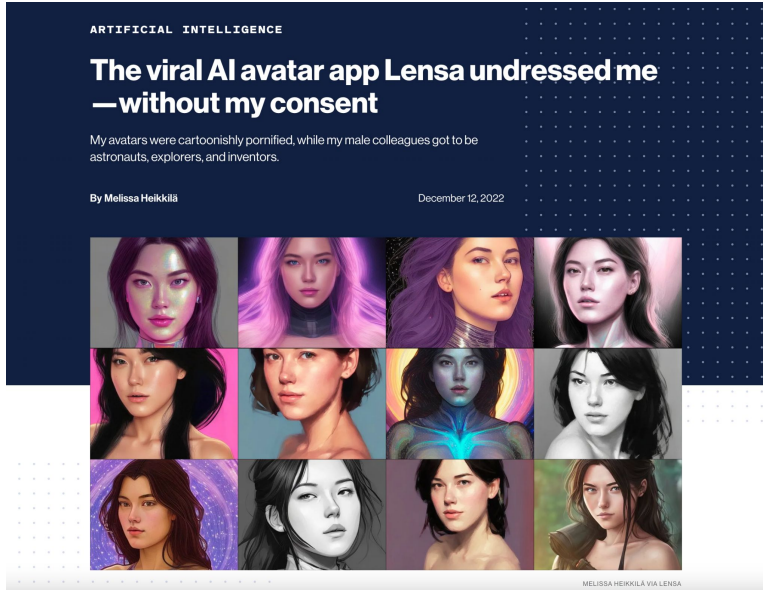 ARTIFICIAL INTELLIGENCE
The viral AI avatar app Lensa undressed me
—without my consent
My avatars were cartoonishly pornified, while my male colleagues got to be
astronauts, explorers, and inventors.
By Melissa Heikkilä
December 12, 2022
MELISSA HEIKKILÄ VIA LENSA